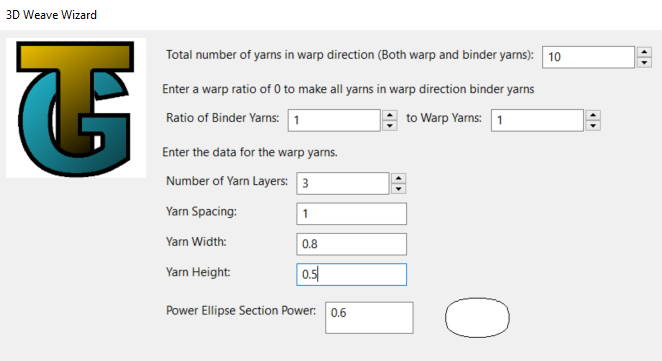 3D Weave Wizard
TG
Total number of yarns in warp direction (Both warp and binder yarns): 10
Enter a warp ratio of 0 to make all yarns in warp direction binder yarns
Ratio of Binder Yarns: 1 to Warp Yarns: 1
Enter the data for the warp yarns.
Number of Yarn Layers: 3
Yarn Spacing: 1
Yarn Width: 0.8
Yarn Height: 0.5
Power Ellipse Section Power: 0.6